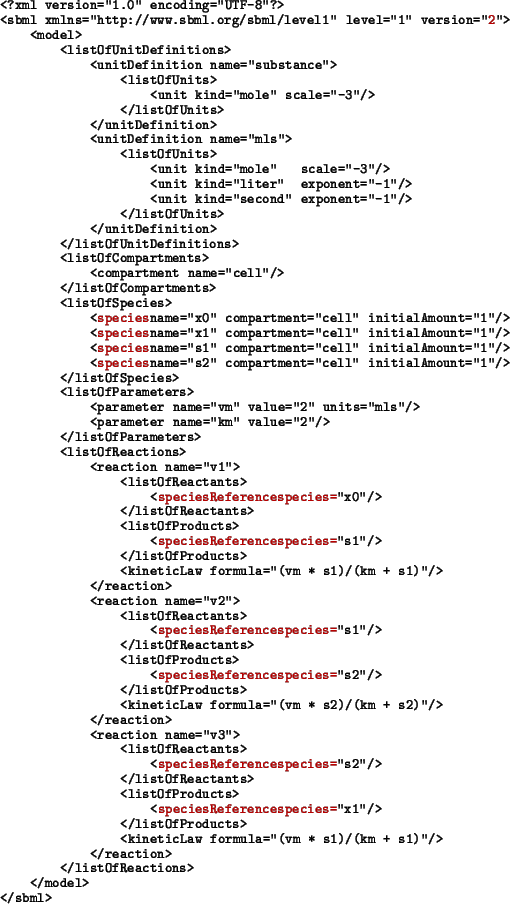 <?xml version="1.0" encoding="UTF-8"?>
<sbml xmlns="http://www.sbml.org/sbml/level1" level="1" version="2">
    <model>
        <listOfUnitDefinitions>
            <unitDefinition name="substance">
                <listOfUnits>
                    <unit kind="mole" scale="-3"/>
                </listOfUnits>
            </unitDefinition>
            <unitDefinition name="mls">
                <listOfUnits>
                    <unit kind="mole"   scale="-3"/>
                    <unit kind="liter"  exponent="-1"/>
                    <unit kind="second" exponent="-1"/>
                </listOfUnits>
            </unitDefinition>
        </listOfUnitDefinitions>
        <listOfCompartments>
            <compartment name="cell"/>
        </listOfCompartments>
        <listOfSpecies>
            <speciesname="x0" compartment="cell" initialAmount="1"/>
            <speciesname="x1" compartment="cell" initialAmount="1"/>
            <speciesname="s1" compartment="cell" initialAmount="1"/>
            <speciesname="s2" compartment="cell" initialAmount="1"/>
        </listOfSpecies>
        <listOfParameters>
            <parameter name="vm" value="2" units="mls"/>
            <parameter name="km" value="2"/>
        </listOfParameters>
        <listOfReactions>
            <reaction name="v1">
                <listOfReactants>
                    <speciesReferencespecies="x0"/>
                </listOfReactants>
                <listOfProducts>
                    <speciesReferencespecies="s1"/>
                </listOfProducts>
                <kineticLaw formula="(vm * s1)/(km + s1)"/>
            </reaction>
            <reaction name="v2">
                <listOfReactants>
                    <speciesReferencespecies="s1"/>
                </listOfReactants>
                <listOfProducts>
                    <speciesReferencespecies="s2"/>
                </listOfProducts>
                <kineticLaw formula="(vm * s2)/(km + s2)"/>
            </reaction>
            <reaction name="v3">
                <listOfReactants>
                    <speciesReferencespecies="s2"/>
                </listOfReactants>
                <listOfProducts>
                    <speciesReferencespecies="x1"/>
                </listOfProducts>
                <kineticLaw formula="(vm * s1)/(km + s1)"/>
            </reaction>
        </listOfReactions>
    </model>
</sbml>